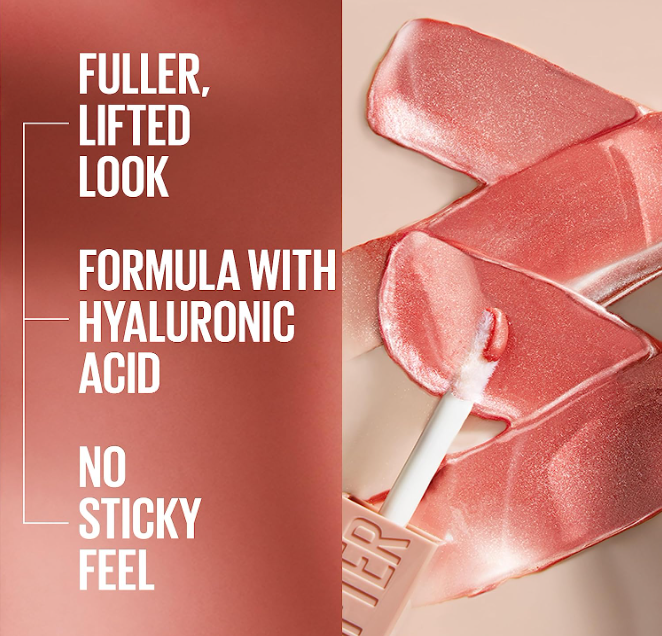 FULLER,
LIFTED
LOOK
FORMULA WITH
HYALURONIC
ACID
NO
STICKY
FEEL